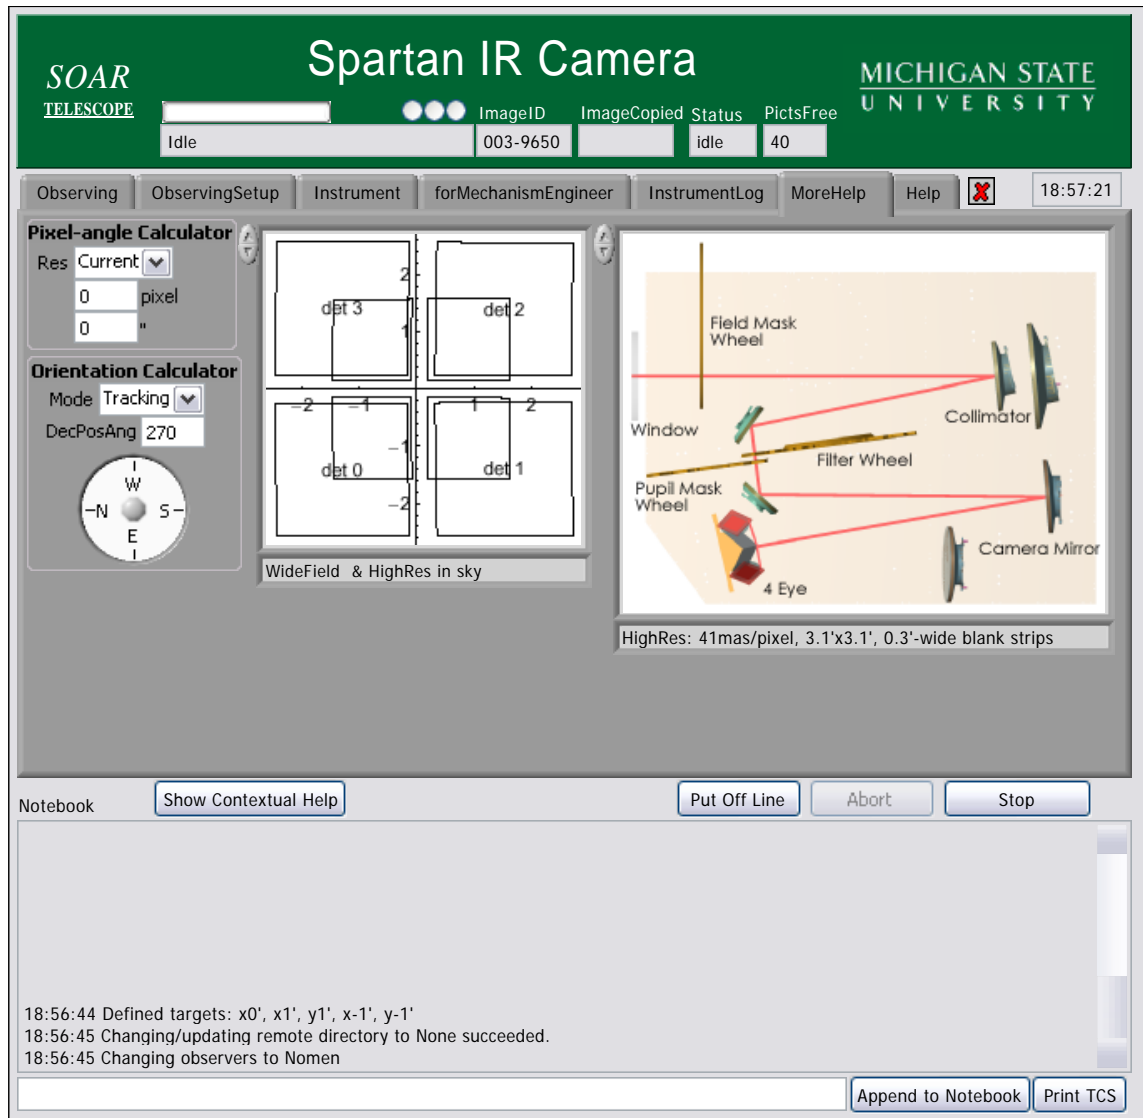 Spartan IR Camera
SOAR
TELESCOPE
MICHIGAN STATE
UNIVERSITY
ImageID ImageCopied Status PictsFree
Idle 003-9650 idle 40
Observing ObservingSetup Instrument forMechanismEngineer InstrumentLog MoreHelp Help 18:57:21
Pixel-angle Calculator
Res Current
0 pixel
0 "
Orientation Calculator
Mode Tracking
DecPosAng 270
W
N S
E
2
det 3 det 2
1
-2 -1 1 2
-1
det 0 det 1
-2
WideField & HighRes in sky
Field Mask
Wheel
Window
Collimator
Filter Wheel
Pupil Mask
Wheel
Camera Mirror
4 Eye
HighRes: 41mas/pixel, 3.1'x3.1', 0.3'-wide blank strips
Notebook Show Contextual Help Put Off Line Abort Stop
18:56:44 Defined targets: x0', x1', y1', x-1', y-1'
18:56:45 Changing/updating remote directory to None succeeded.
18:56:45 Changing observers to Nomen
Append to Notebook Print TCS